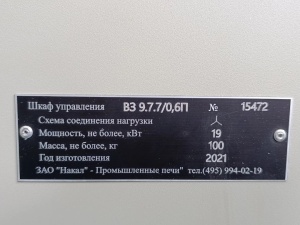 Шкаф управления ВЗ 9.7.7/0,6П № 15472
Схема соединения нагрузки
Мощность, не более, кВт 19
Масса, не более, кг 100
Год изготовления 2021
ЗАО "Накал" - Промышленные печи" тел.(495) 994-02-19